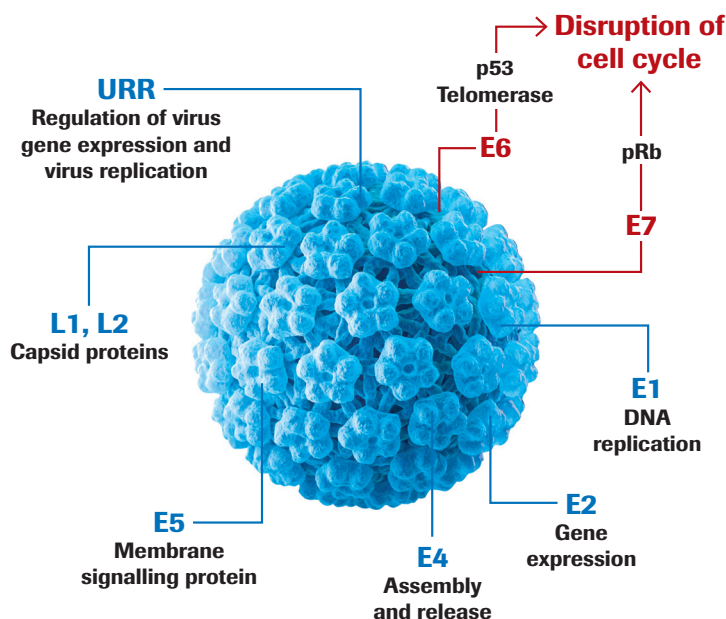 Disruption of
cell cycle
p53
Telomerase
E6
pRb
E7
URR
Regulation of virus
gene expression and
virus replication
L1, L2
Capsid proteins
E1
DNA
replication
E2
Gene
expression
E5
Membrane
signalling protein
E4
Assembly
and release